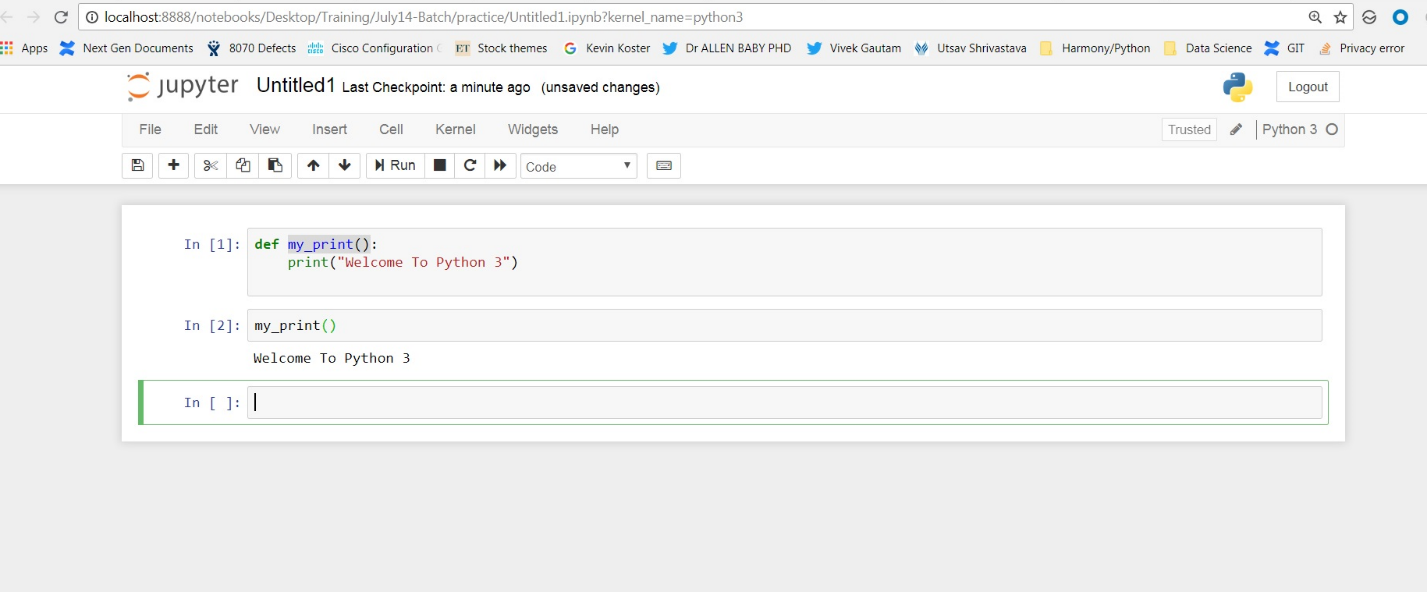 localhost:8888/notebooks/Desktop/Training/July14-Batch/practice/Untitled1.ipynb?kernel_name=python3
Apps Next Gen Documents 8070 Defects cisco Cisco Configuration ET Stock themes G Kevin Koster Dr ALLEN BABY PHD Vivek Gautam Utsav Shrivastava Harmony/Python Data Science GIT Privacy error
jupyter Untitled1 Last Checkpoint: a minute ago (unsaved changes) Logout
File Edit View Insert Cell Kernel Widgets Help Trusted Python 3
Run Code
In [1]: def my_print():
print("Welcome To Python 3")
In [2]: my_print()
Welcome To Python 3
In [ ]: